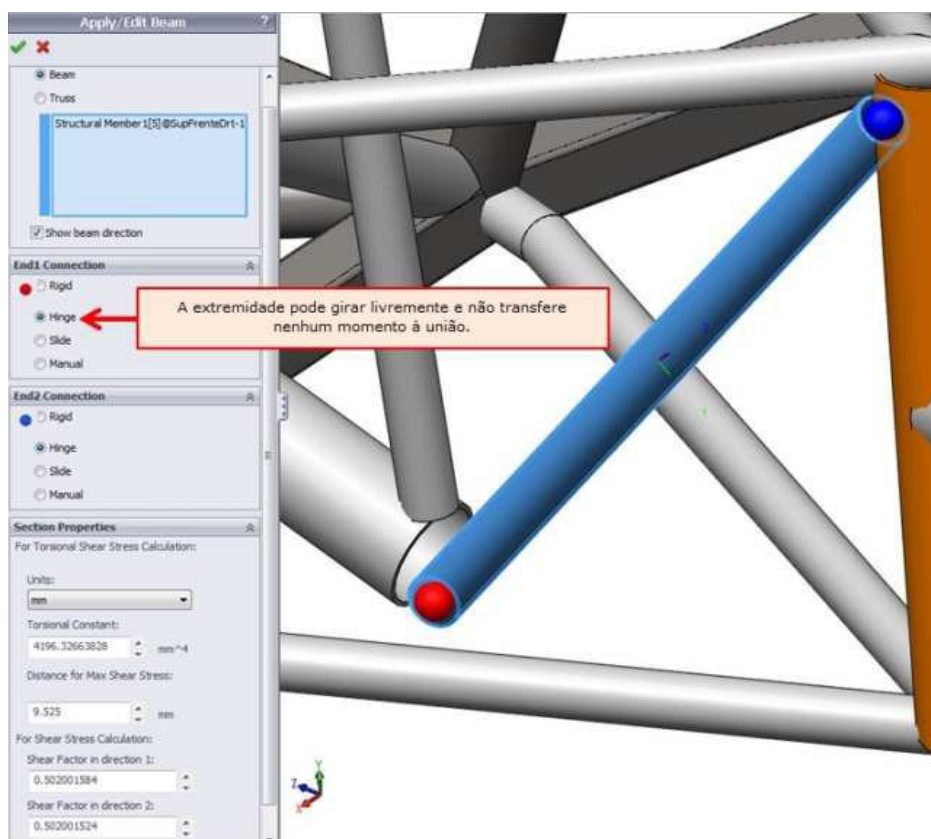 Apply/Edit Beam
?
Beam
Truss
Structural Member1[5]@SupFrenteDrt-1
Show beam direction
End1 Connection
Rigid
Hinge
Slide
Manual
A extremidade pode girar livremente e não transfere
nenhum momento à união.
End2 Connection
Rigid
Hinge
Slide
Manual
Section Properties
For Torsional Shear Stress Calculation:
Units:
mm
Torsional Constant:
4196.32663828 mm^4
Distance for Max Shear Stress:
9.525 mm
For Shear Stress Calculation:
Shear Factor in direction 1:
0.502001584
Shear Factor in direction 2:
0.502001524
Y
Z
X
1